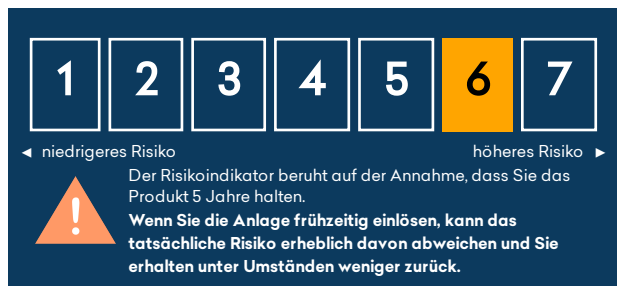 1 2 3 4 5 6 7
◄ niedrigeres Risiko höheres Risiko ►
Der Risikoindikator beruht auf der Annahme, dass Sie das
Produkt 5 Jahre halten.
Wenn Sie die Anlage frühzeitig einlösen, kann das
tatsächliche Risiko erheblich davon abweichen und Sie
erhalten unter Umständen weniger zurück.